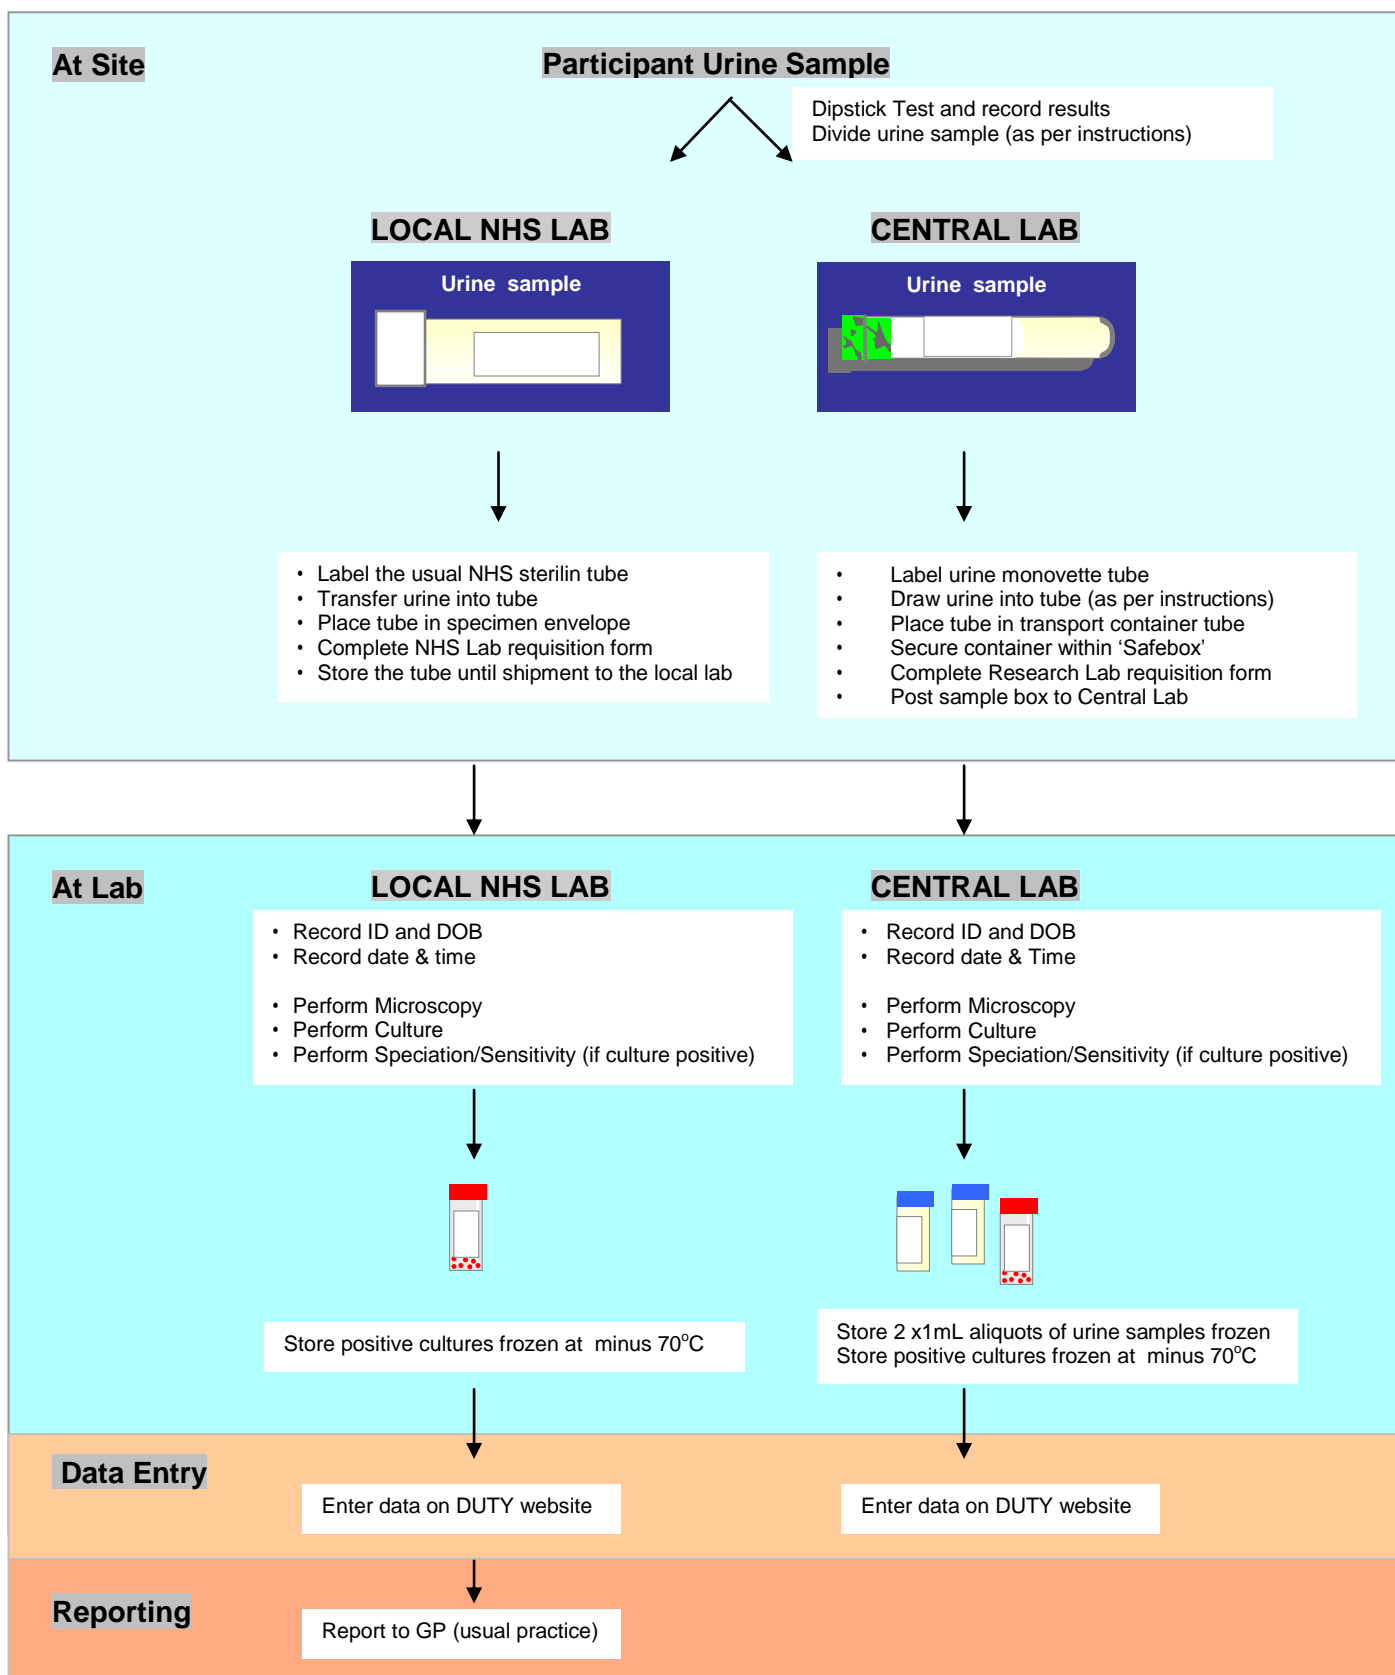 At Site
Participant Urine Sample
Dipstick Test and record results
Divide urine sample (as per instructions)
LOCAL NHS LAB
Urine sample
• Label the usual NHS sterilin tube
• Transfer urine into tube
• Place tube in specimen envelope
• Complete NHS Lab requisition form
• Store the tube until shipment to the local lab
CENTRAL LAB
Urine sample
• Label urine monovette tube
• Draw urine into tube (as per instructions)
• Place tube in transport container tube
• Secure container within ‘Safebox’
• Complete Research Lab requisition form
• Post sample box to Central Lab
At Lab
LOCAL NHS LAB
• Record ID and DOB
• Record date & time
• Perform Microscopy
• Perform Culture
• Perform Speciation/Sensitivity (if culture positive)
Store positive cultures frozen at minus 70°C
CENTRAL LAB
• Record ID and DOB
• Record date & Time
• Perform Microscopy
• Perform Culture
• Perform Speciation/Sensitivity (if culture positive)
Store 2 x1mL aliquots of urine samples frozen
Store positive cultures frozen at minus 70°C
Data Entry
Enter data on DUTY website
Enter data on DUTY website
Reporting
Report to GP (usual practice)